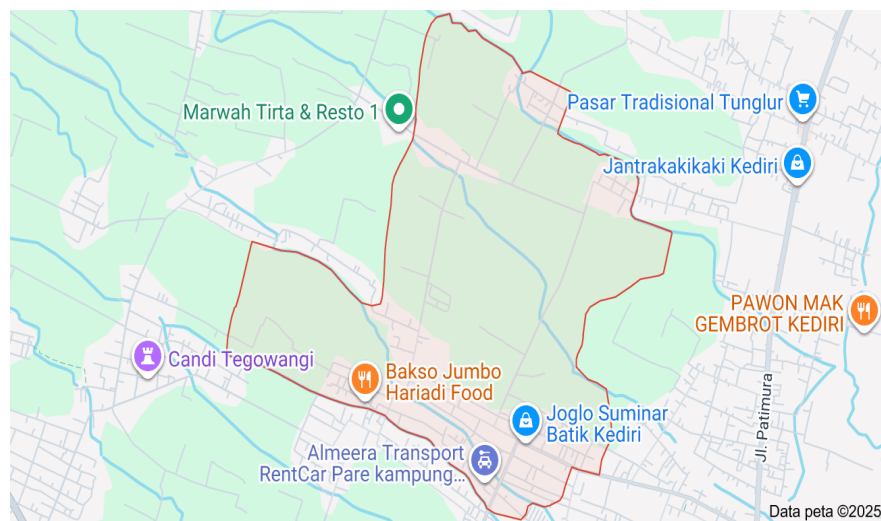 Pasar Tradisional Tunglur
Marwah Tirta & Resto 1
Jantrakakikaki Kediri
PAWON MAK
GEMBROT KEDIRI
Candi Tegowangi
Bakso Jumbo
Hariadi Food
Jl. Patimura
Joglo Suminar
Batik Kediri
Almeera Transport
RentCar Pare kampung...
Data peta ©2025